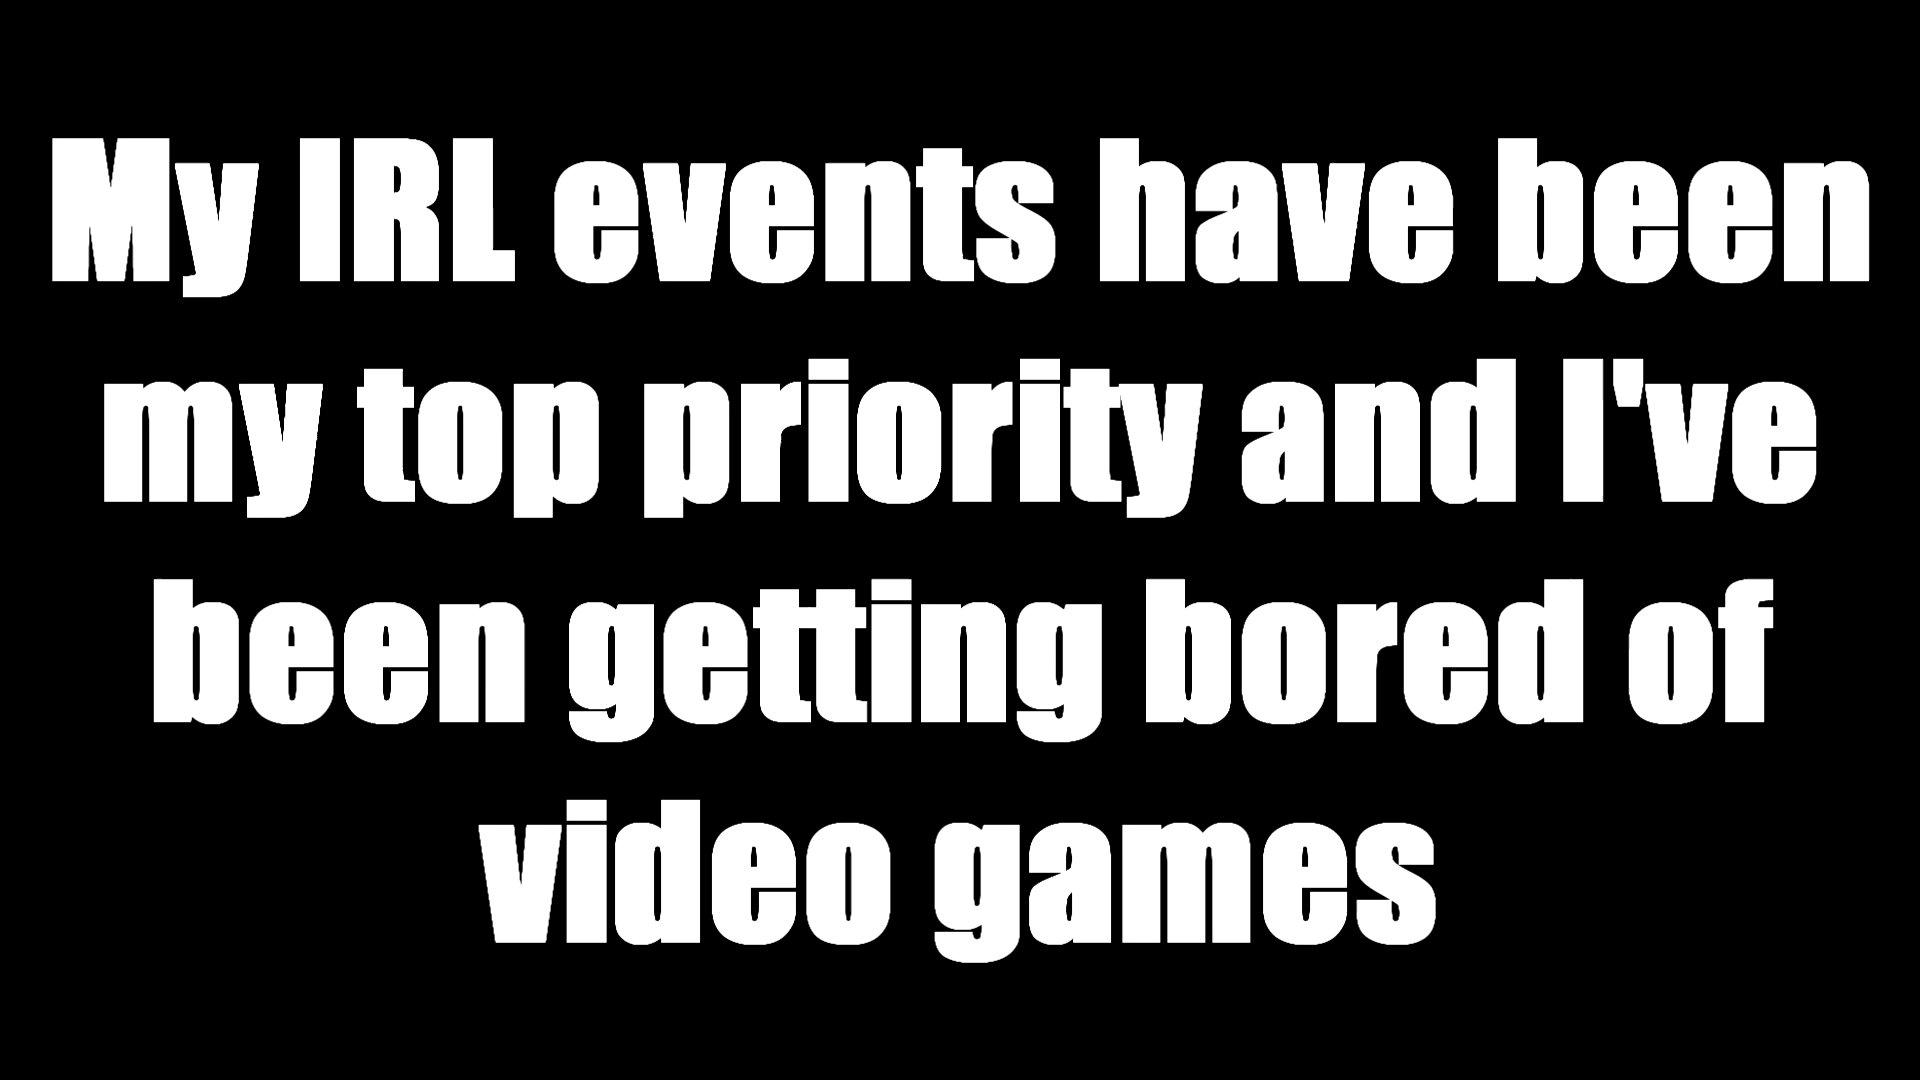 My IRL events have been
my top priority and I've
been getting bored of
video games